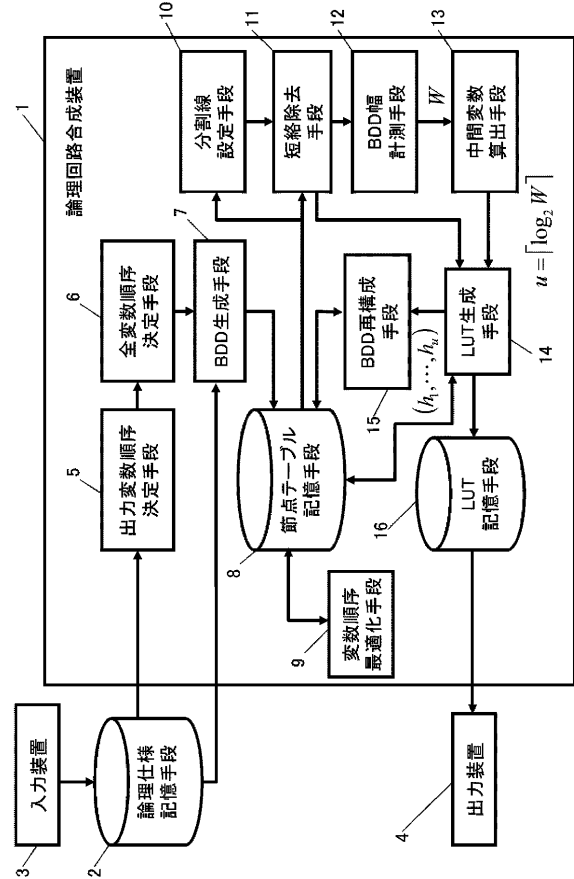 1
論理回路合成装置
3
入力装置
2
論理仕様
記憶手段
5
出力変数順序
決定手段
6
全変数順序
決定手段
7
BDD生成手段
8
節点テーブル
記憶手段
9
変数順序
最適化手段
10
分割線
設定手段
11
短絡除去
手段
12
BDD幅
計測手段
W
13
中間変数
算出手段
u = ⌈log₂ W⌉
14
LUT生成
手段
15
BDD再構成
手段
(h₁,⋯,hᵤ)
16
LUT
記憶手段
4
出力装置